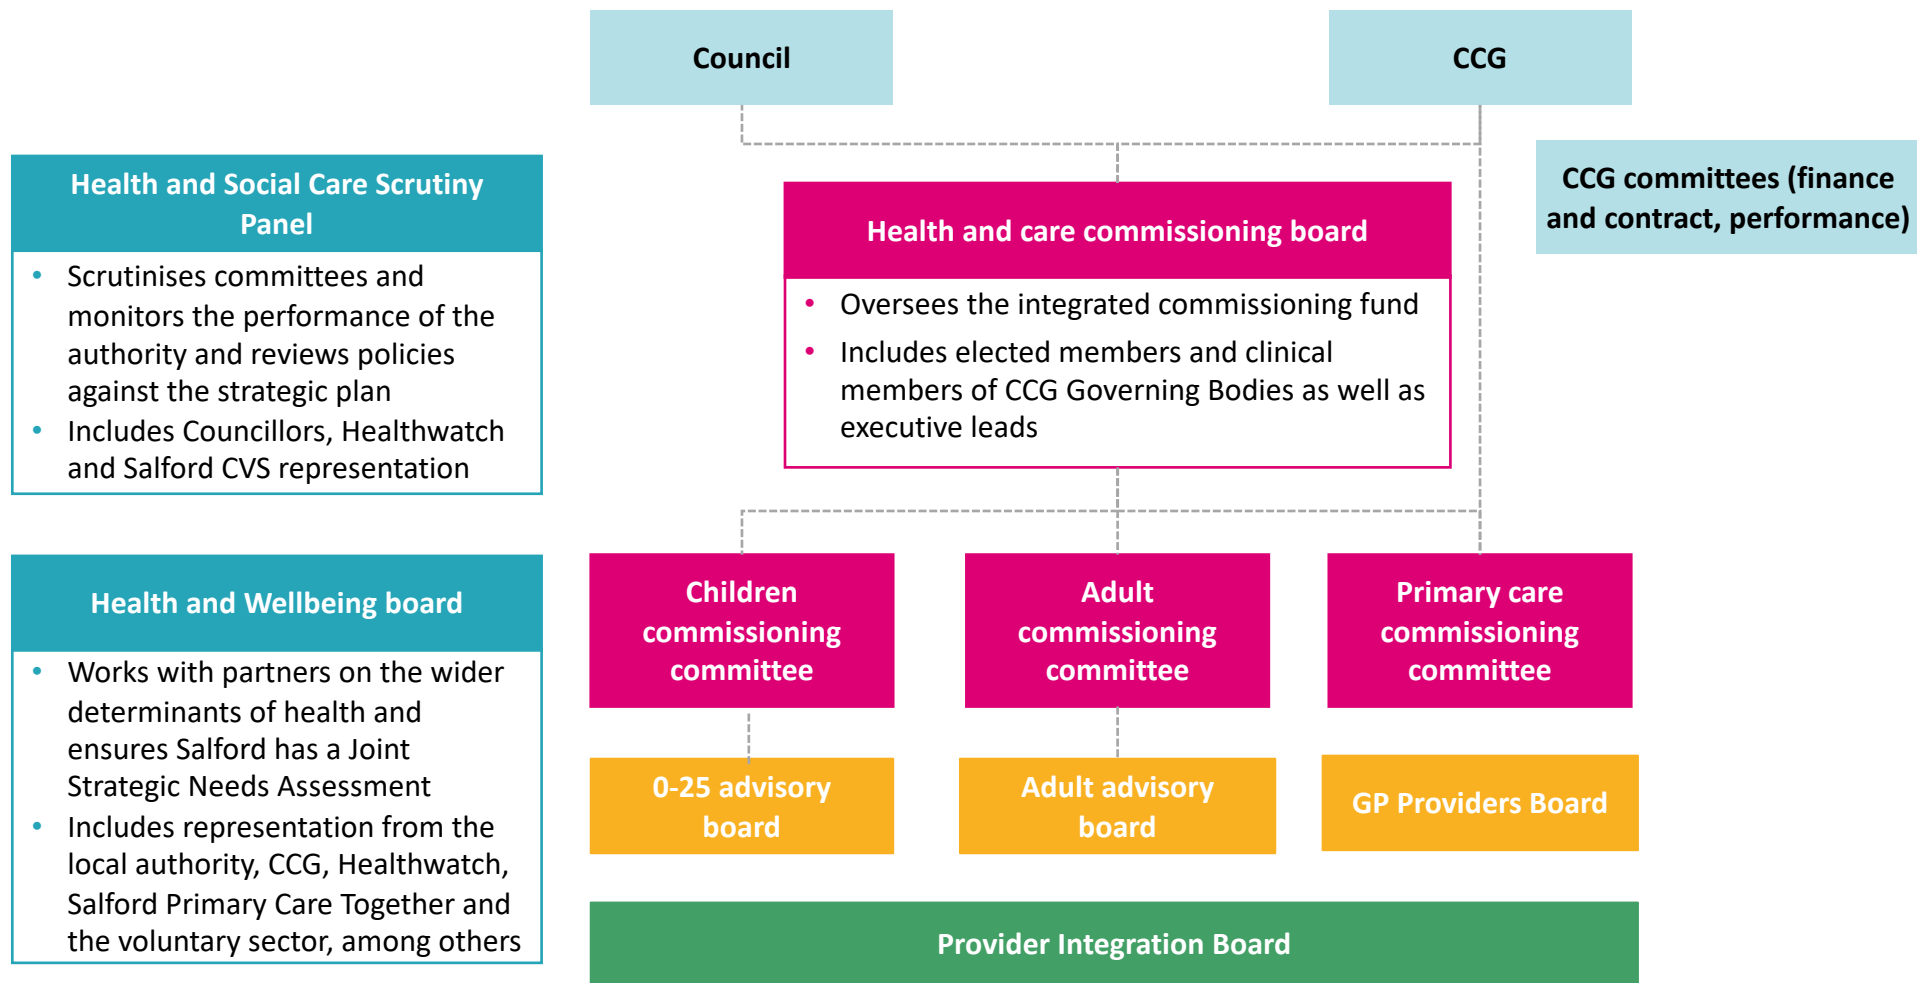 Council
CCG
CCG committees (finance
and contract, performance)
Health and Social Care Scrutiny
Panel
• Scrutinises committees and
monitors the performance of the
authority and reviews policies
against the strategic plan
• Includes Councillors, Healthwatch
and Salford CVS representation
Health and care commissioning board
• Oversees the integrated commissioning fund
• Includes elected members and clinical
members of CCG Governing Bodies as well as
executive leads
Health and Wellbeing board
• Works with partners on the wider
determinants of health and
ensures Salford has a Joint
Strategic Needs Assessment
• Includes representation from the
local authority, CCG, Healthwatch,
Salford Primary Care Together and
the voluntary sector, among others
Children
commissioning
committee
Adult
commissioning
committee
Primary care
commissioning
committee
0-25 advisory
board
Adult advisory
board
GP Providers Board
Provider Integration Board